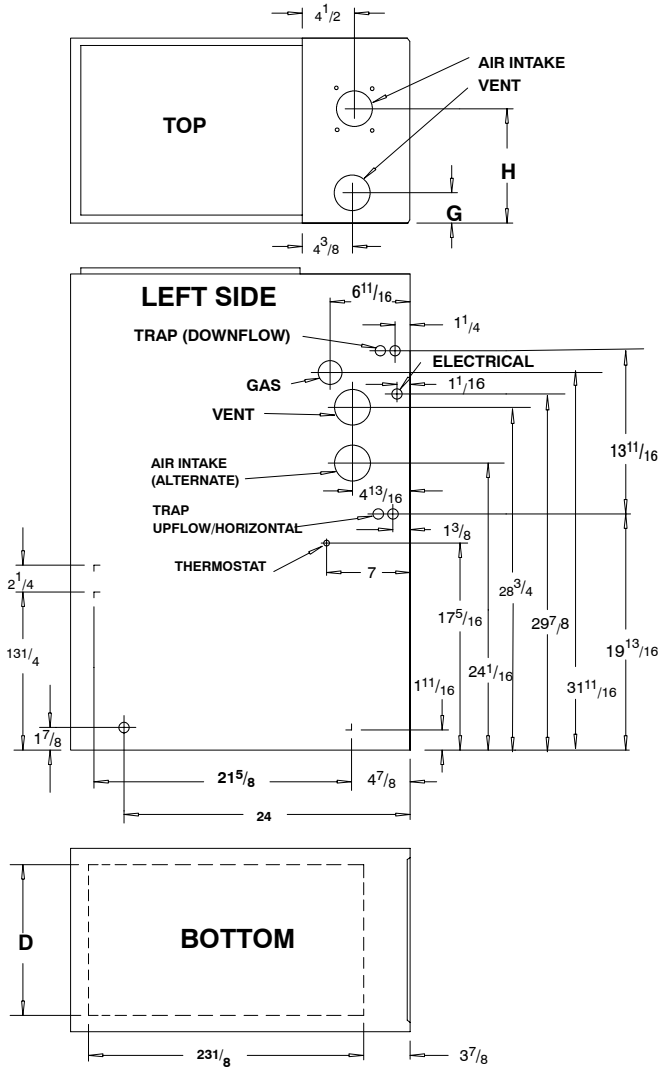 4 1/2
AIR INTAKE
VENT
TOP
H
G
4 3/8
LEFT SIDE
6 11/16
1 1/4
TRAP (DOWNFLOW)
ELECTRICAL
GAS
1 1/16
VENT
13 11/16
AIR INTAKE
(ALTERNATE)
4 13/16
TRAP
UPFLOW/HORIZONTAL
1 3/8
THERMOSTAT
7
2 1/4
28 3/4
17 5/16
29 7/8
19 13/16
131/4
24 1/16
31 11/16
1 11/16
1 7/8
21 5/8
4 7/8
24
D
BOTTOM
231/8
3 7/8